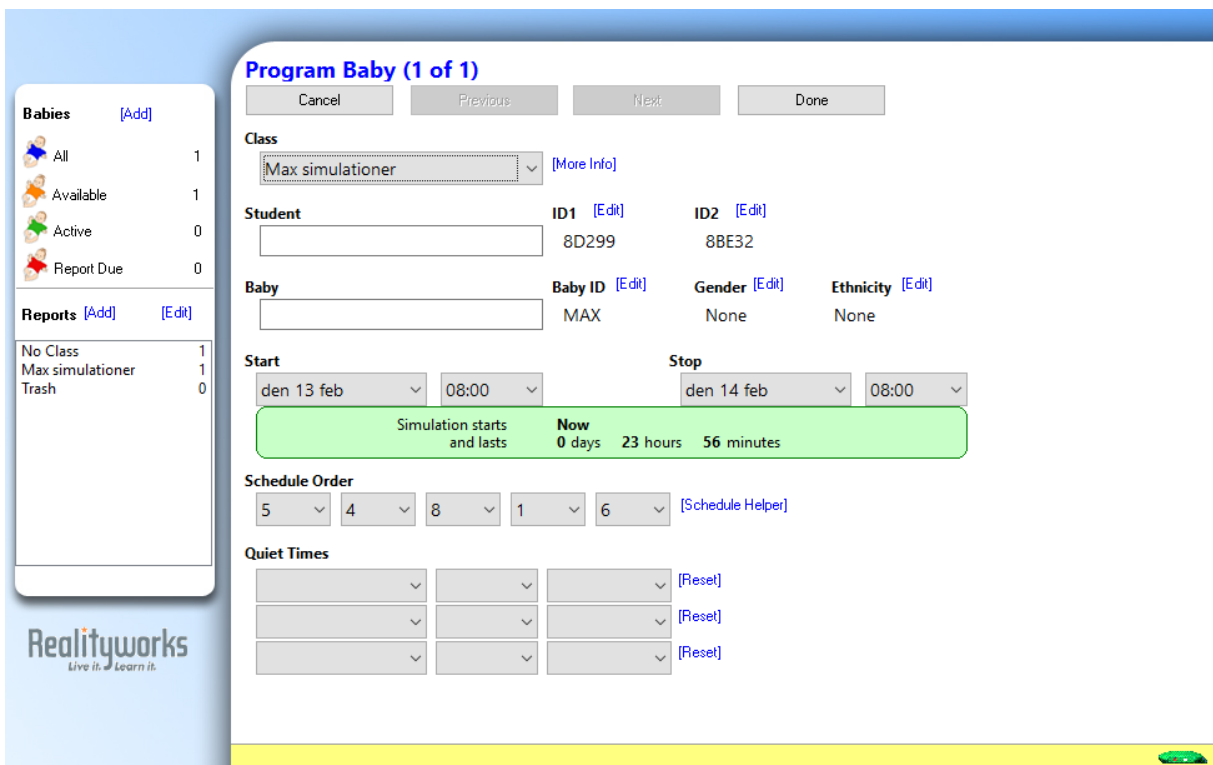 Program Baby (1 of 1)
Cancel Previous Next Done
Babies [Add]
All 1
Available 1
Active 0
Report Due 0
Reports [Add] [Edit]
No Class 1
Max simulationer 1
Trash 0
Realityworks
Live it. Learn it.
Class
Max simulationer [More Info]
Student ID1 [Edit] ID2 [Edit]
8D299 8BE32
Baby Baby ID [Edit] Gender [Edit] Ethnicity [Edit]
MAX None None
Start Stop
den 13 feb 08:00 den 14 feb 08:00
Simulation starts Now
and lasts 0 days 23 hours 56 minutes
Schedule Order
5 4 8 1 6 [Schedule Helper]
Quiet Times
[Reset]
[Reset]
[Reset]